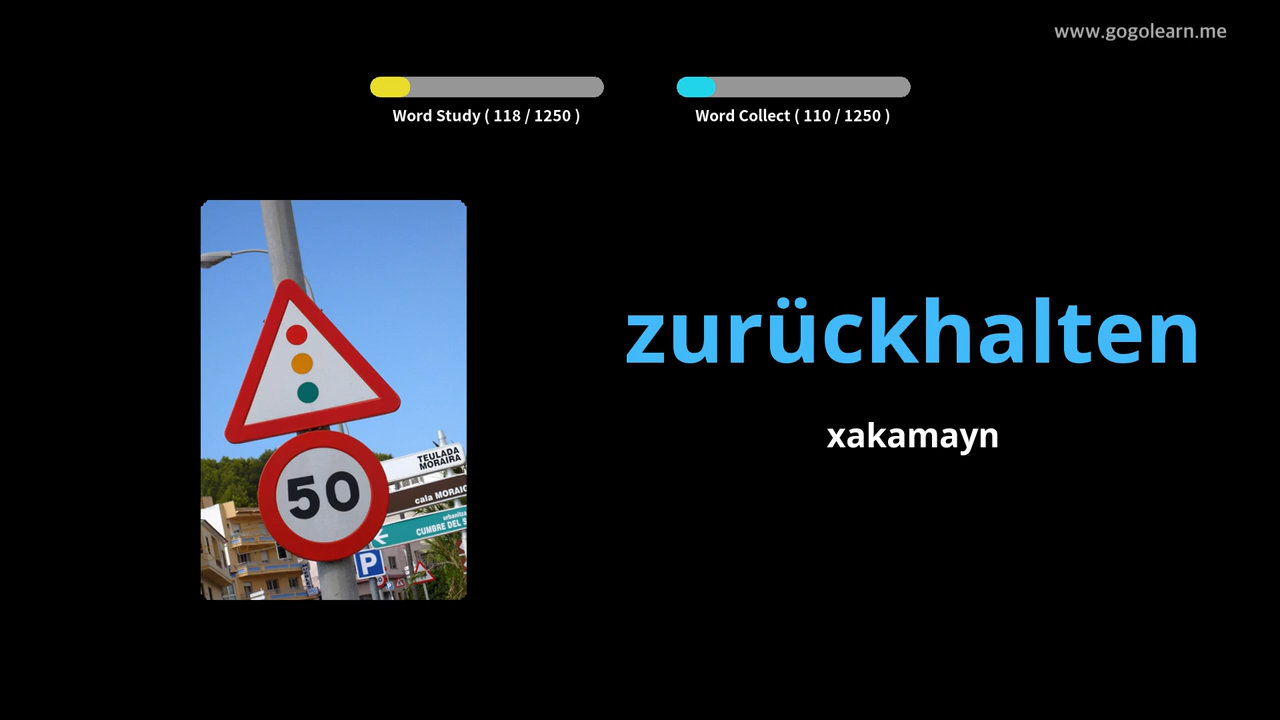 www.gogolearn.me
Word Study ( 118 / 1250 )
Word Collect ( 110 / 1250 )
zurückhalten
xakamayn
50
TEULADA
MORAIRA
cala MORAIG
CUMBRE DEL S
P